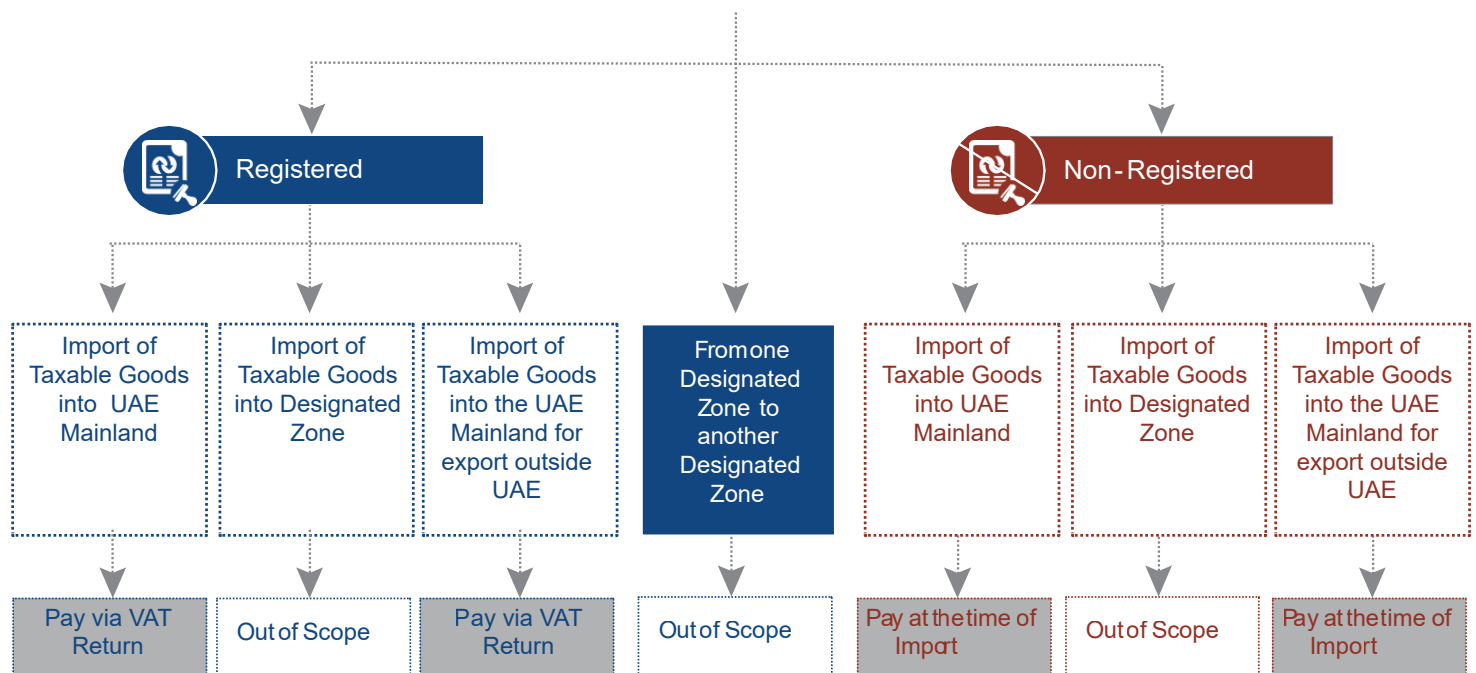 Registered
Non-Registered
Import of
Taxable Goods
into UAE
Mainland
Import of
Taxable Goods
into Designated
Zone
Import of
Taxable Goods
into the UAE
Mainland for
export outside
UAE
From one
Designated
Zone to
another
Designated
Zone
Import of
Taxable Goods
into UAE
Mainland
Import of
Taxable Goods
into Designated
Zone
Import of
Taxable Goods
into the UAE
Mainland for
export outside
UAE
Pay via VAT
Return
Out of Scope
Pay via VAT
Return
Out of Scope
Pay at the time of
Import
Out of Scope
Pay at the time of
Import